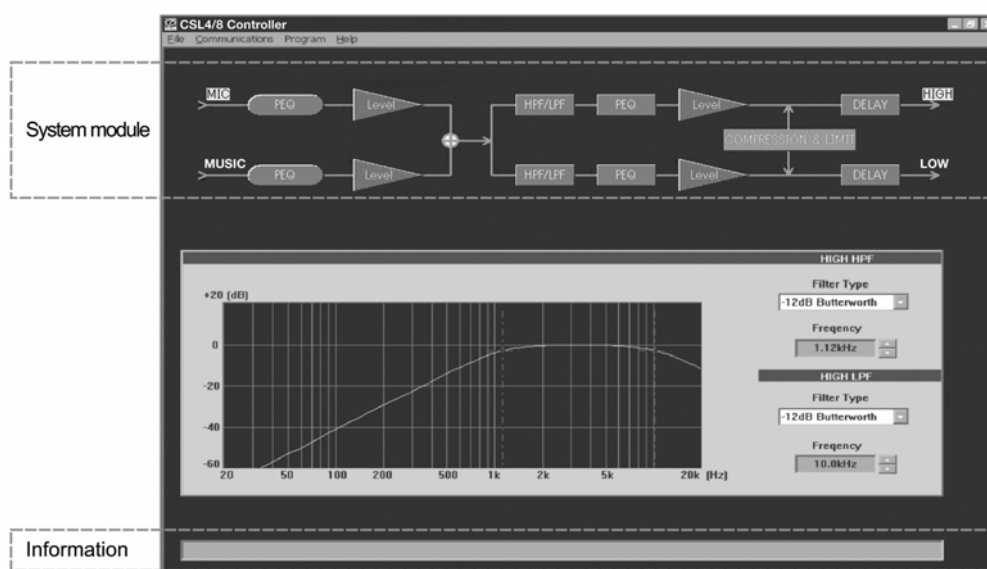 CSL4/8 Controller
File Communications Program Help
System module
MIC PEQ Level HPF/LPF PEQ Level DELAY HIGH
COMPRESSION & LIMIT
MUSIC PEQ Level HPF/LPF PEQ Level DELAY LOW
HIGH HPF
Filter Type
-12dB Butterworth
Freqency
1.12kHz
HIGH LPF
Filter Type
-12dB Butterworth
Freqency
10.0kHz
+20 (dB)
0
-20
-40
-60
20 50 100 200 500 1k 2k 5k 20k (Hz)
Information